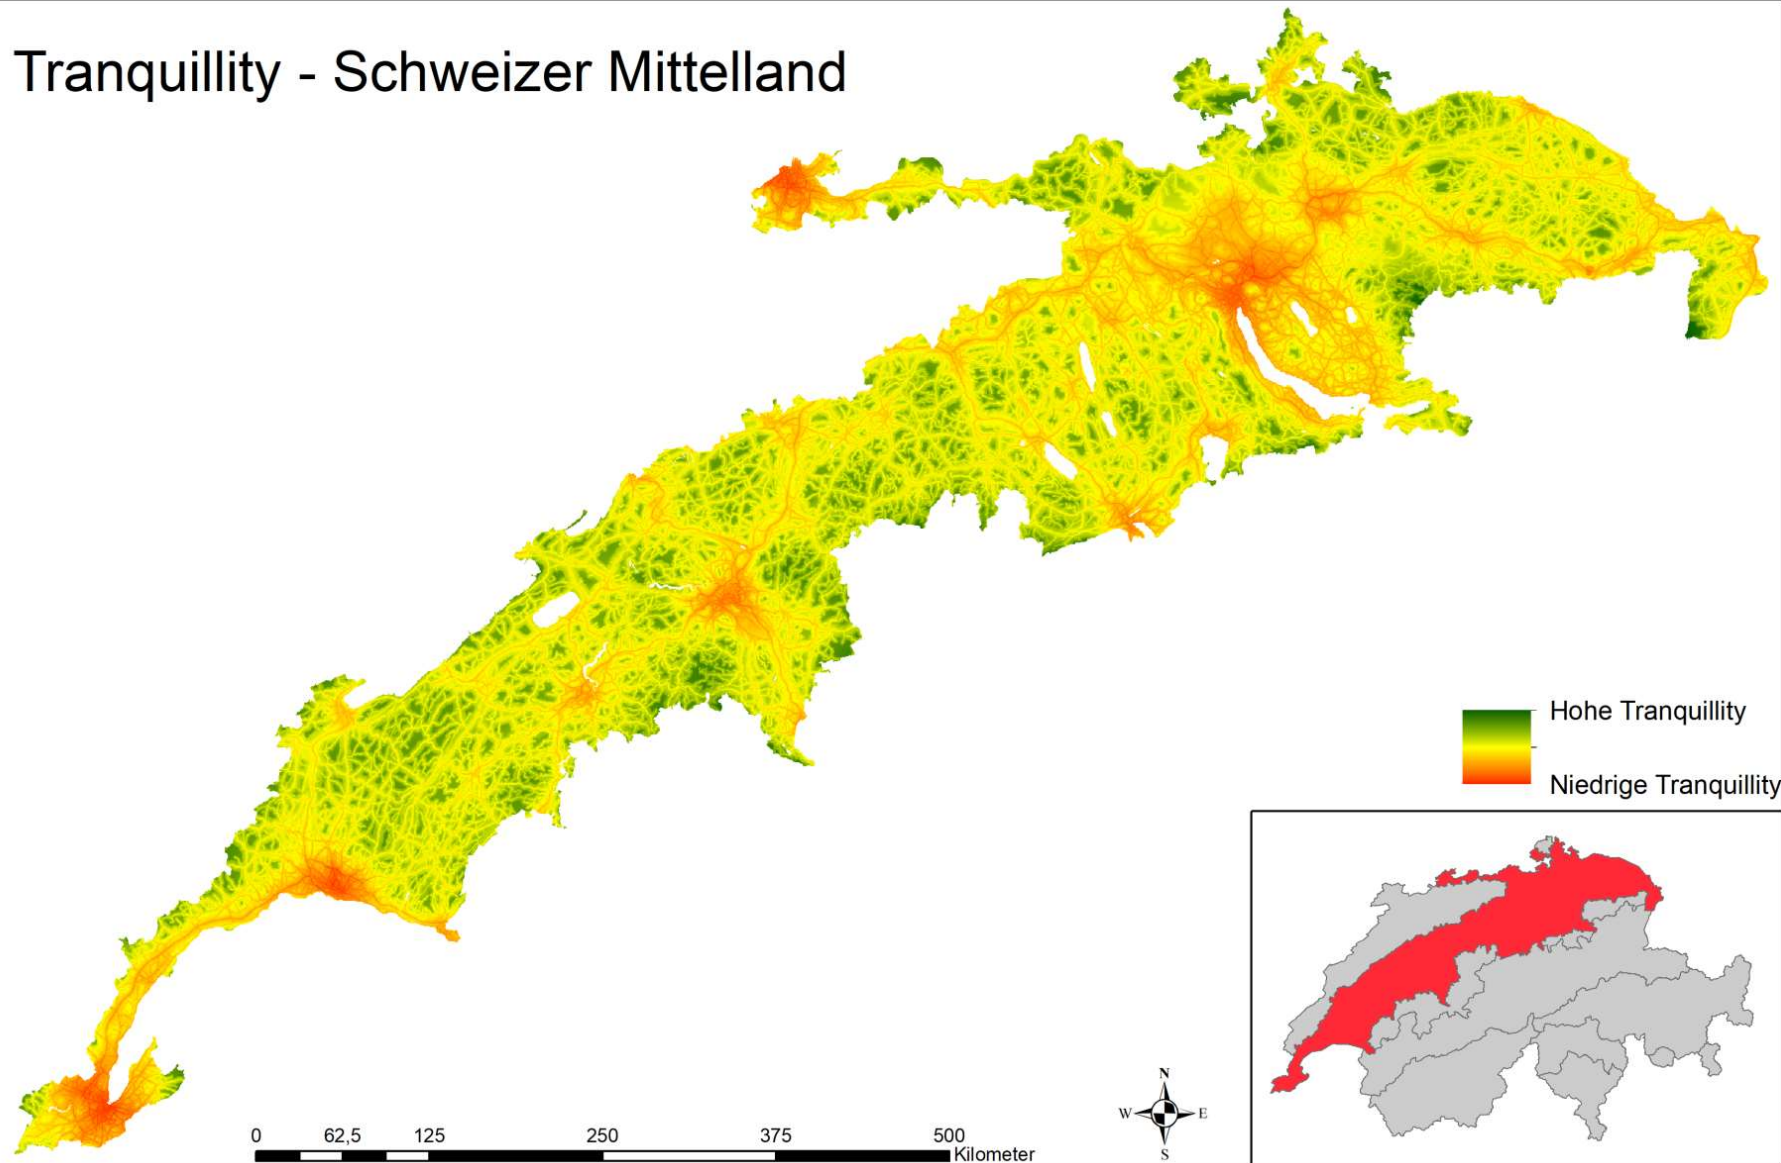 Tranquillity - Schweizer Mittelland
Hohe Tranquillity
Niedrige Tranquillity
N
W E
S
0 62,5 125 250 375 500
Kilometer